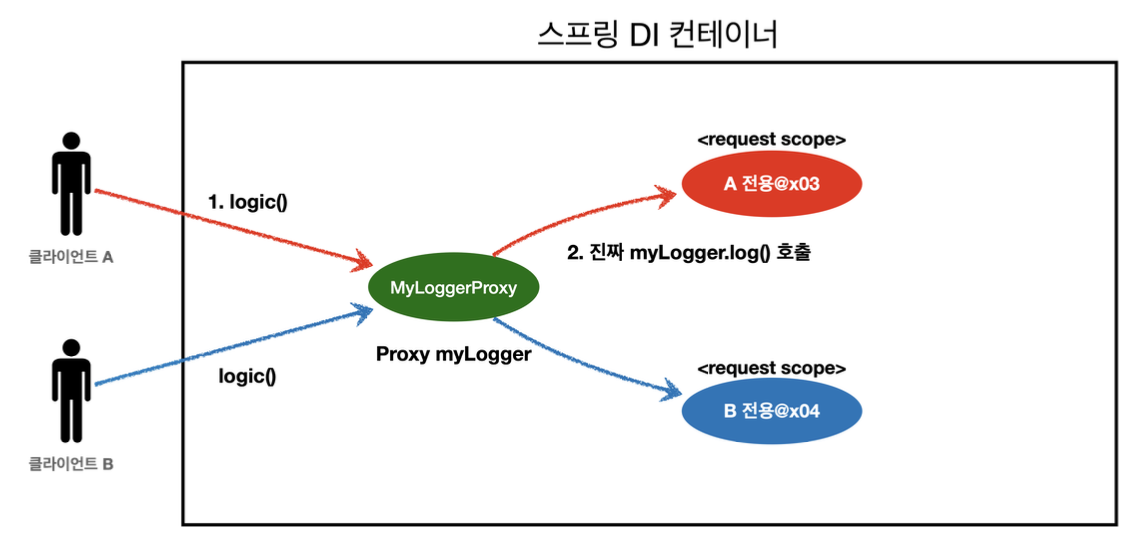 스프링 DI 컨테이너
<request scope>
A 전용@x03
1. logic()
클라이언트 A
2. 진짜 myLogger.log() 호출
MyLoggerProxy
Proxy myLogger
logic()
<request scope>
B 전용@x04
클라이언트 B